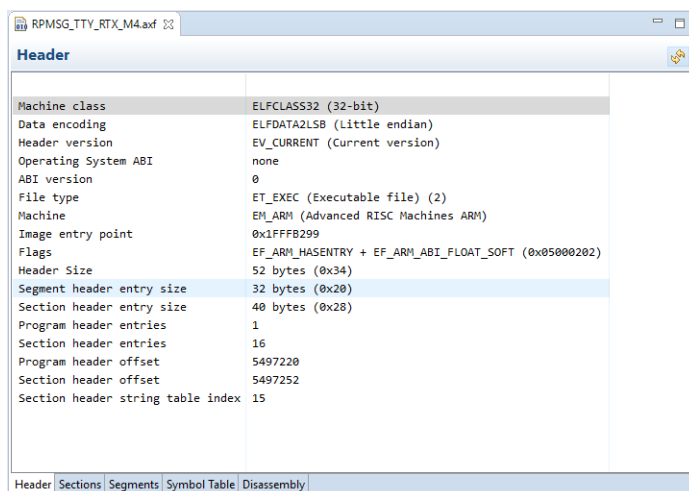 RPMSG_TTY_RTX_M4.axf
Header
Machine class ELFCLASS32 (32-bit)
Data encoding ELFDATA2LSB (Little endian)
Header version EV_CURRENT (Current version)
Operating System ABI none
ABI version 0
File type ET_EXEC (Executable file) (2)
Machine EM_ARM (Advanced RISC Machines ARM)
Image entry point 0x1FFFB299
Flags EF_ARM_HASENTRY + EF_ARM_ABI_FLOAT_SOFT (0x05000202)
Header Size 52 bytes (0x34)
Segment header entry size 32 bytes (0x20)
Section header entry size 40 bytes (0x28)
Program header entries 1
Section header entries 16
Program header offset 5497220
Section header offset 5497252
Section header string table index 15
Header Sections Segments Symbol Table Disassembly